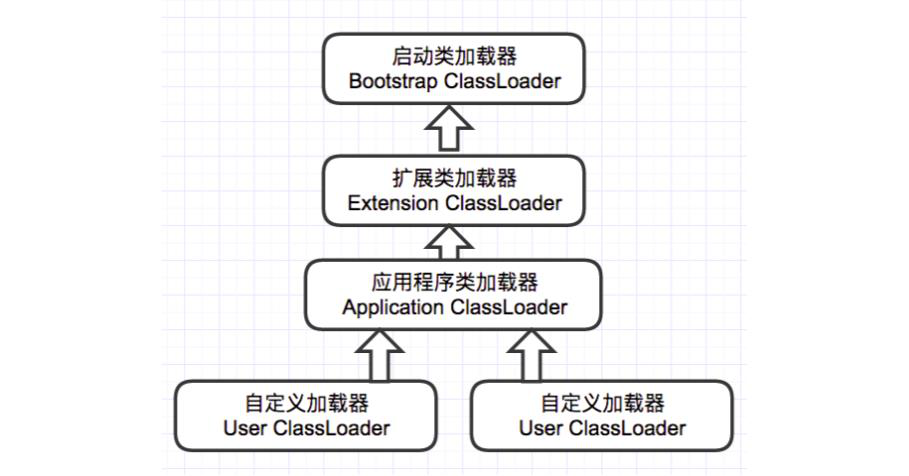 启动类加载器
Bootstrap ClassLoader
扩展类加载器
Extension ClassLoader
应用程序类加载器
Application ClassLoader
自定义加载器
User ClassLoader
自定义加载器
User ClassLoader